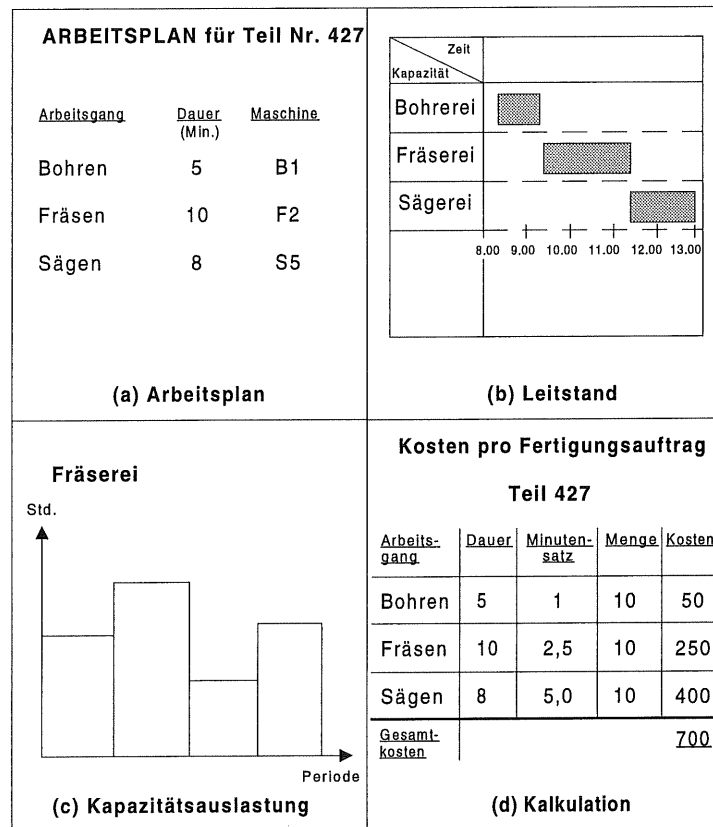 ARBEITSPLAN für Teil Nr. 427
Arbeitsgang Dauer Maschine
(Min.)
Bohren 5 B1
Fräsen 10 F2
Sägen 8 S5
(a) Arbeitsplan
Zeit
Kapazität
Bohrerei
Fräserei
Sägerei
8.00 9.00 10.00 11.00 12.00 13.00
(b) Leitstand
Fräserei
Std.
Periode
(c) Kapazitätsauslastung
Kosten pro Fertigungsauftrag
Teil 427
Arbeits- Dauer Minuten- Menge Kosten
gang satz
Bohren 5 1 10 50
Fräsen 10 2,5 10 250
Sägen 8 5,0 10 400
Gesamt- 700
kosten
(d) Kalkulation